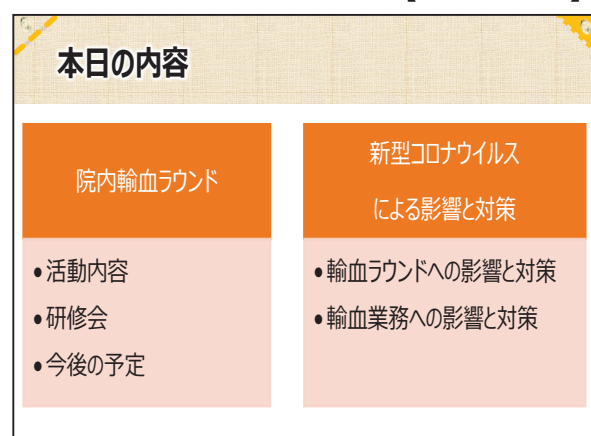 本日の内容
院内輸血ラウンド
•活動内容
•研修会
•今後の予定
新型コロナウイルス
による影響と対策
•輸血ラウンドへの影響と対策
•輸血業務への影響と対策